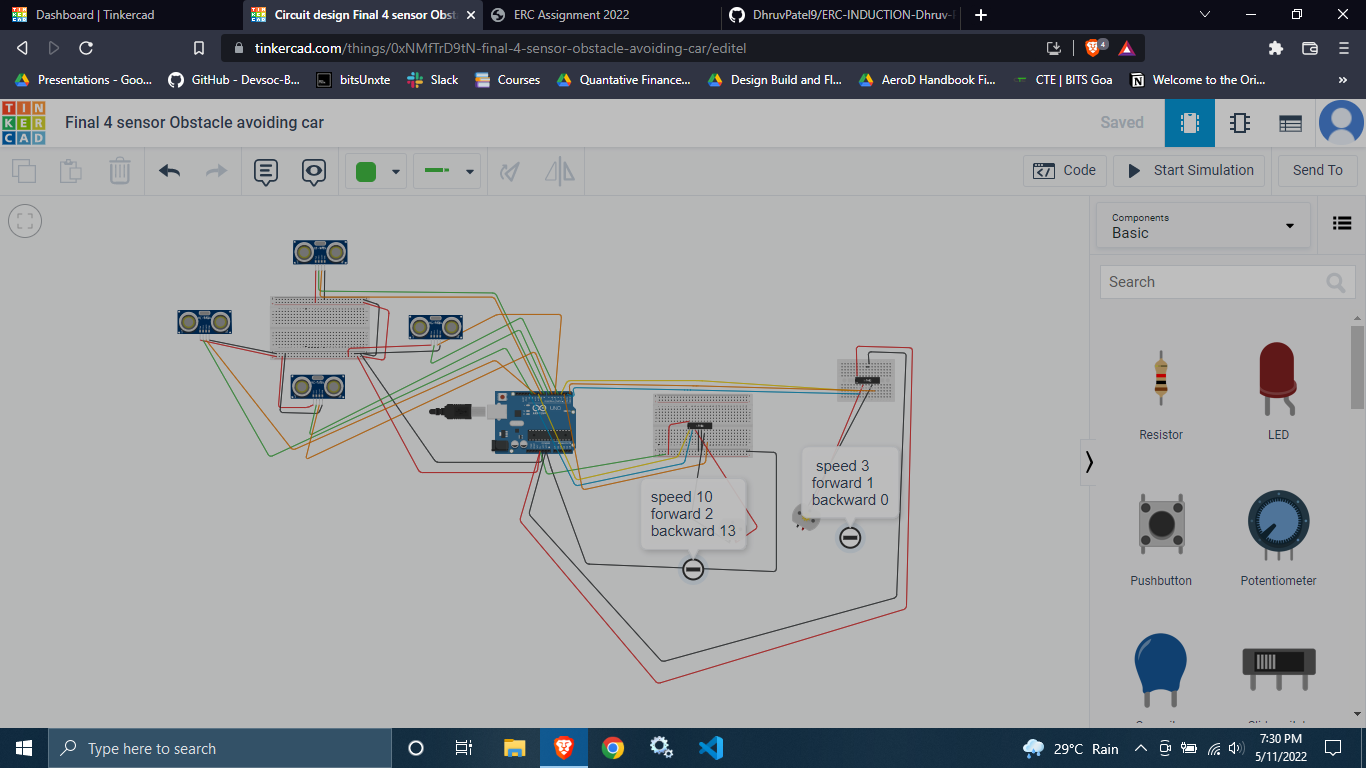 Dashboard | Tinkercad
Circuit design Final 4 sensor Obst
ERC Assignment 2022
DhruvPatel9/ERC-INDUCTION-Dhruv-
tinkercad.com/things/0xNMfTrD9tN-final-4-sensor-obstacle-avoiding-car/editel
4
Presentations - Goo...
GitHub - Devsoc-B...
bitsUnxte
Slack
Courses
Quantative Finance...
Design Build and Fl...
AeroD Handbook Fi...
CTE | BITS Goa
Welcome to the Ori...
TIN
KER
CAD
Final 4 sensor Obstacle avoiding car
Saved
Code
Start Simulation
Send To
Components
Basic
Search
speed 3
forward 1
backward 0
speed 10
forward 2
backward 13
UNO
Resistor
LED
Pushbutton
Potentiometer
Type here to search
29°C Rain
7:30 PM
5/11/2022